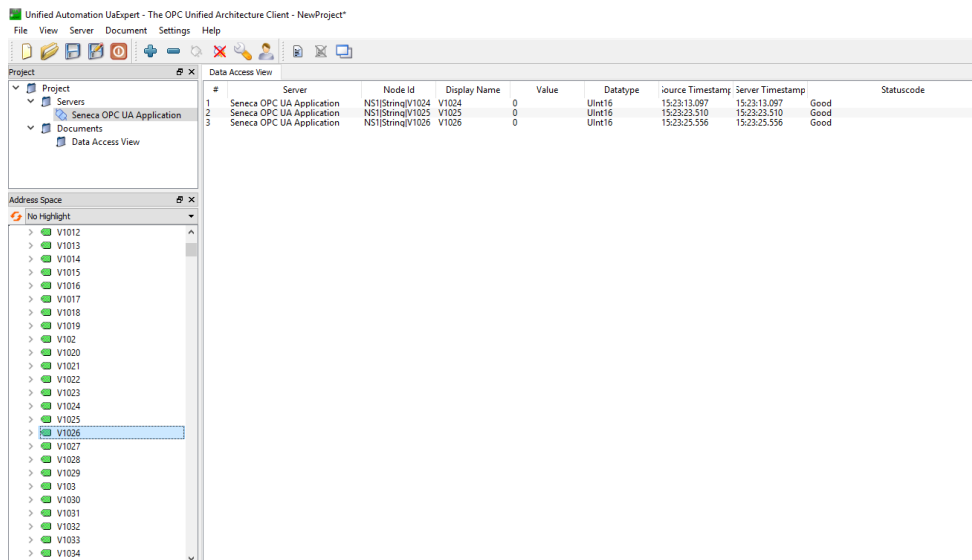 Unified Automation UaExpert - The OPC Unified Architecture Client - NewProject*
File View Server Document Settings Help
Project
Project
Servers
Seneca OPC UA Application
Documents
Data Access View
Address Space
No Highlight
V1012
V1013
V1014
V1015
V1016
V1017
V1018
V1019
V102
V1020
V1021
V1022
V1023
V1024
V1025
V1026
V1027
V1028
V1029
V103
V1030
V1031
V1032
V1033
V1034
Data Access View
# Server Node Id Display Name Value Datatype Source Timestamp Server Timestamp Statuscode
1 Seneca OPC UA Application NS1|String|V1024 V1024 0 UInt16 15:23:13.097 15:23:13.097 Good
2 Seneca OPC UA Application NS1|String|V1025 V1025 0 UInt16 15:23:23.510 15:23:23.510 Good
3 Seneca OPC UA Application NS1|String|V1026 V1026 0 UInt16 15:23:25.556 15:23:25.556 Good